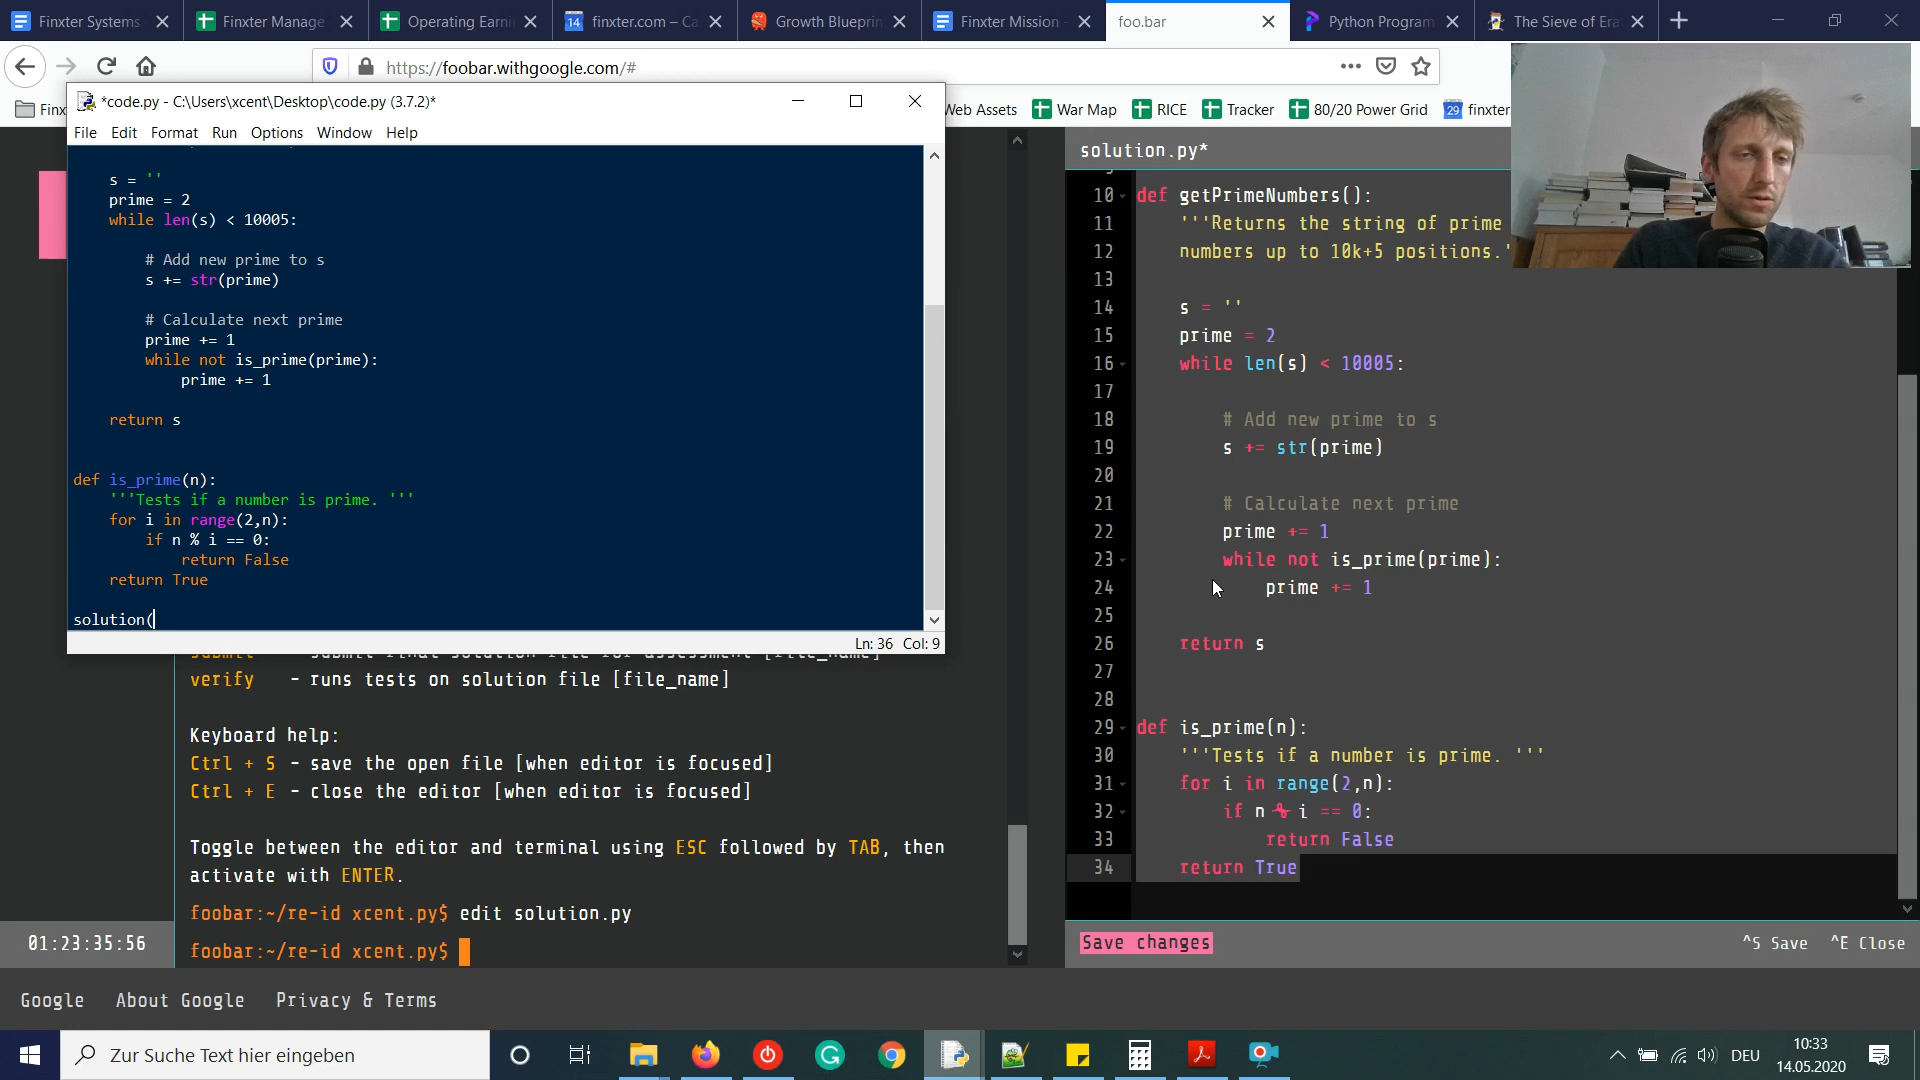 Finxter Systems
Finxter Manage
Operating Earni
14 finxter.com – Ca
Growth Blueprin
Finxter Mission -
foo.bar
Python Program
The Sieve of Era
https://foobar.withgoogle.com/#
Finx
Web Assets
War Map
RICE
Tracker
80/20 Power Grid
29 finxter
*code.py - C:\Users\xcent\Desktop\code.py (3.7.2)*
File Edit Format Run Options Window Help
s = ''
prime = 2
while len(s) < 10005:
# Add new prime to s
s += str(prime)
# Calculate next prime
prime += 1
while not is_prime(prime):
prime += 1
return s
def is_prime(n):
'''Tests if a number is prime. '''
for i in range(2,n):
if n % i == 0:
return False
return True
solution(
Ln: 36 Col: 9
submit - submit final solution file for assessment [file_name]
verify - runs tests on solution file [file_name]
Keyboard help:
Ctrl + S - save the open file [when editor is focused]
Ctrl + E - close the editor [when editor is focused]
Toggle between the editor and terminal using ESC followed by TAB, then
activate with ENTER.
foobar:~/re-id xcent.py$ edit solution.py
foobar:~/re-id xcent.py$
01:23:35:56
solution.py*
10 def getPrimeNumbers():
11 '''Returns the string of prime
12 numbers up to 10k+5 positions.'
13
14 s = ''
15 prime = 2
16 while len(s) < 10005:
17
18 # Add new prime to s
19 s += str(prime)
20
21 # Calculate next prime
22 prime += 1
23 while not is_prime(prime):
24 prime += 1
25
26 return s
27
28
29 def is_prime(n):
30 '''Tests if a number is prime. '''
31 for i in range(2,n):
32 if n % i == 0:
33 return False
34 return True
Save changes
^S Save ^E Close
Google About Google Privacy & Terms
Zur Suche Text hier eingeben
DEU
10:33
14.05.2020